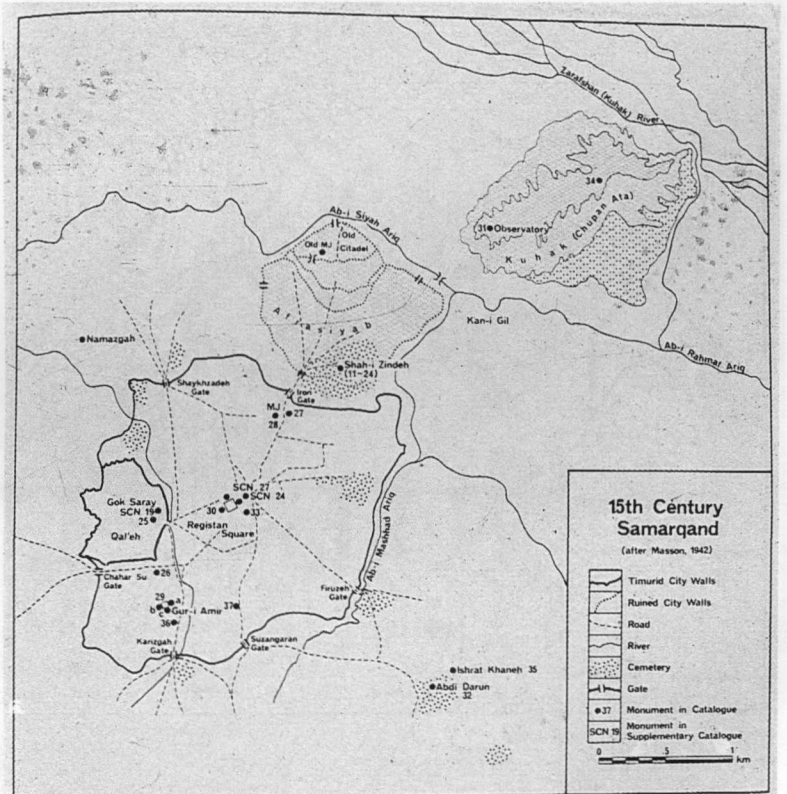 Zarafshan (Kuhak) River
34
31 Observatory
Kuhak (Chupan Ata)
Ab-i Siyah Ariq
Old MJ
Old
Citadel
Afrasiyab
Kan-i Gil
Ab-i Rahmar Ariq
Namazgah
Shaykhzadeh
Gate
Shah-i Zindeh
(11-24)
Iron
Gate
MJ
28
27
SCN 27
SCN 24
30
33
Registan
Square
Gok Saray
SCN 19
25
Qal'eh
Ab-i Mashhad Ariq
Chahar Su
Gate
26
29
a
b
c
Gur-i Amir
36
37
Firuzeh
Gate
Karizgah
Gate
Suzangaran
Gate
Ishrat Khaneh 35
Abdi Darun
32
15th Century
Samarqand
(after Masson, 1942)
Timurid City Walls
Ruined City Walls
Road
River
Cemetery
Gate
37 Monument in Catalogue
SCN 19 Monument in
Supplementary Catalogue
0 .5 1
km